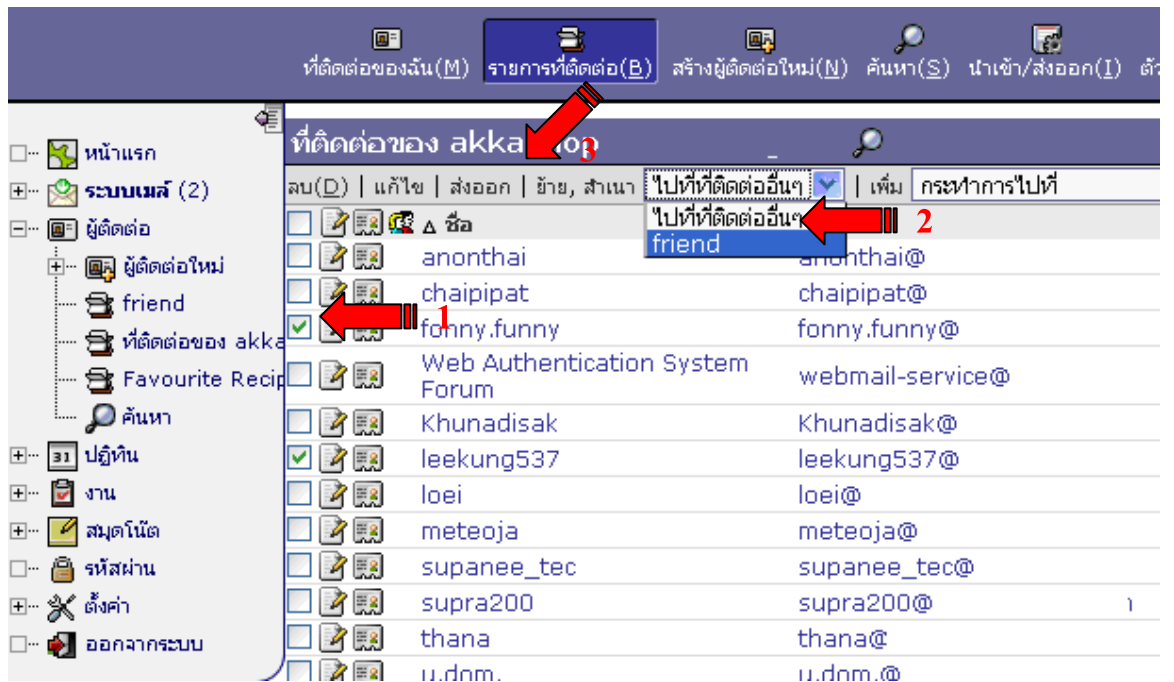 ที่ติดต่อของฉัน(M) รายการที่ติดต่อ(B) สร้างผู้ติดต่อใหม่(N) ค้นหา(S) นำเข้า/ส่งออก(I)
หน้าแรก
ระบบเมล์ (2)
ผู้ติดต่อ
ผู้ติดต่อใหม่
friend
ที่ติดต่อของ akka
Favourite Recip
ค้นหา
31 ปฏิทิน
งาน
สมุดโน๊ต
รหัสผ่าน
ตั้งค่า
ออกจากระบบ
ที่ติดต่อของ akka op
3
ลบ(D) | แก้ไข | ส่งออก | ย้าย, สำเนา ไปที่ที่ติดต่ออื่นๆ | เพิ่ม กระทำการไปที่
ไปที่ที่ติดต่ออื่นๆ
friend
2
ชื่อ
anonthai anonthai@
chaipipat chaipipat@
1
fonny.funny fonny.funny@
Web Authentication System Forum webmail-service@
Khunadisak Khunadisak@
leekung537 leekung537@
loei loei@
meteoja meteoja@
supanee_tec supanee_tec@
supra200 supra200@
thana thana@
u.dom. u.dom.@